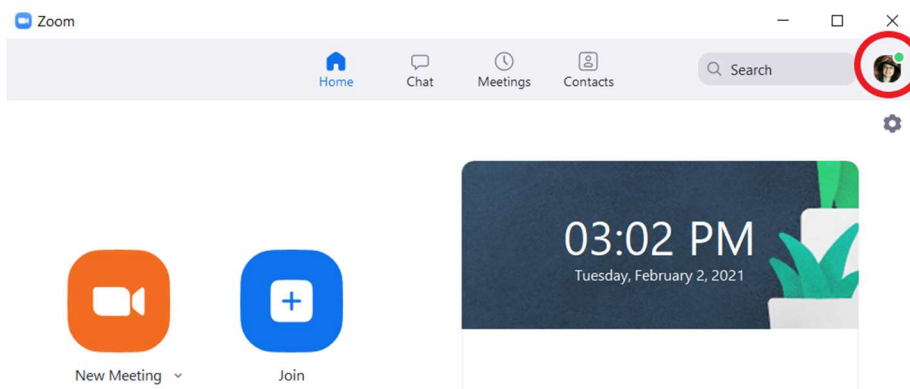 Zoom
Home Chat Meetings Contacts Search
03:02 PM
Tuesday, February 2, 2021
New Meeting Join